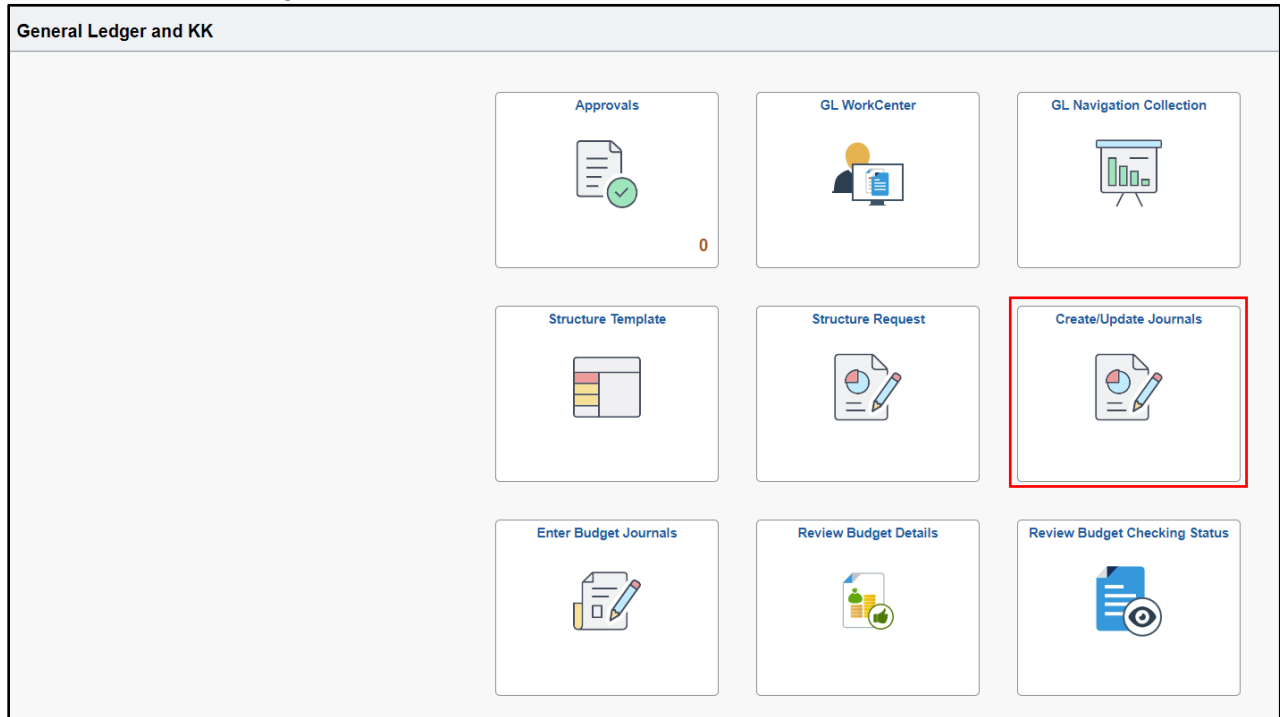 General Ledger and KK
Approvals
GL WorkCenter
GL Navigation Collection
0
Structure Template
Structure Request
Create/Update Journals
Enter Budget Journals
Review Budget Details
Review Budget Checking Status